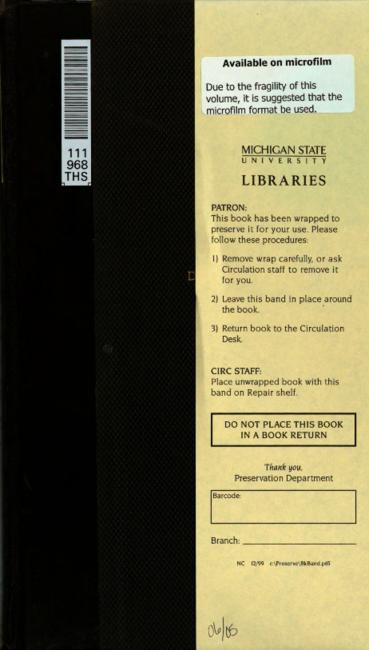 111
968
THS
Available on microfilm
Due to the fragility of this
volume, it is suggested that the
microfilm format be used.
MICHIGAN STATE
UNIVERSITY
LIBRARIES
PATRON:
This book has been wrapped to
preserve it for your use. Please
follow these procedures:
1) Remove wrap carefully, or ask
Circulation staff to remove it
for you.
2) Leave this band in place around
the book.
3) Return book to the Circulation
Desk.
CIRC STAFF:
Place unwrapped book with this
band on Repair shelf.
DO NOT PLACE THIS BOOK
IN A BOOK RETURN
Thank you,
Preservation Department
Barcode:
Branch:
NC 12/99 c:\Preserve\BkBand.p65
06/05